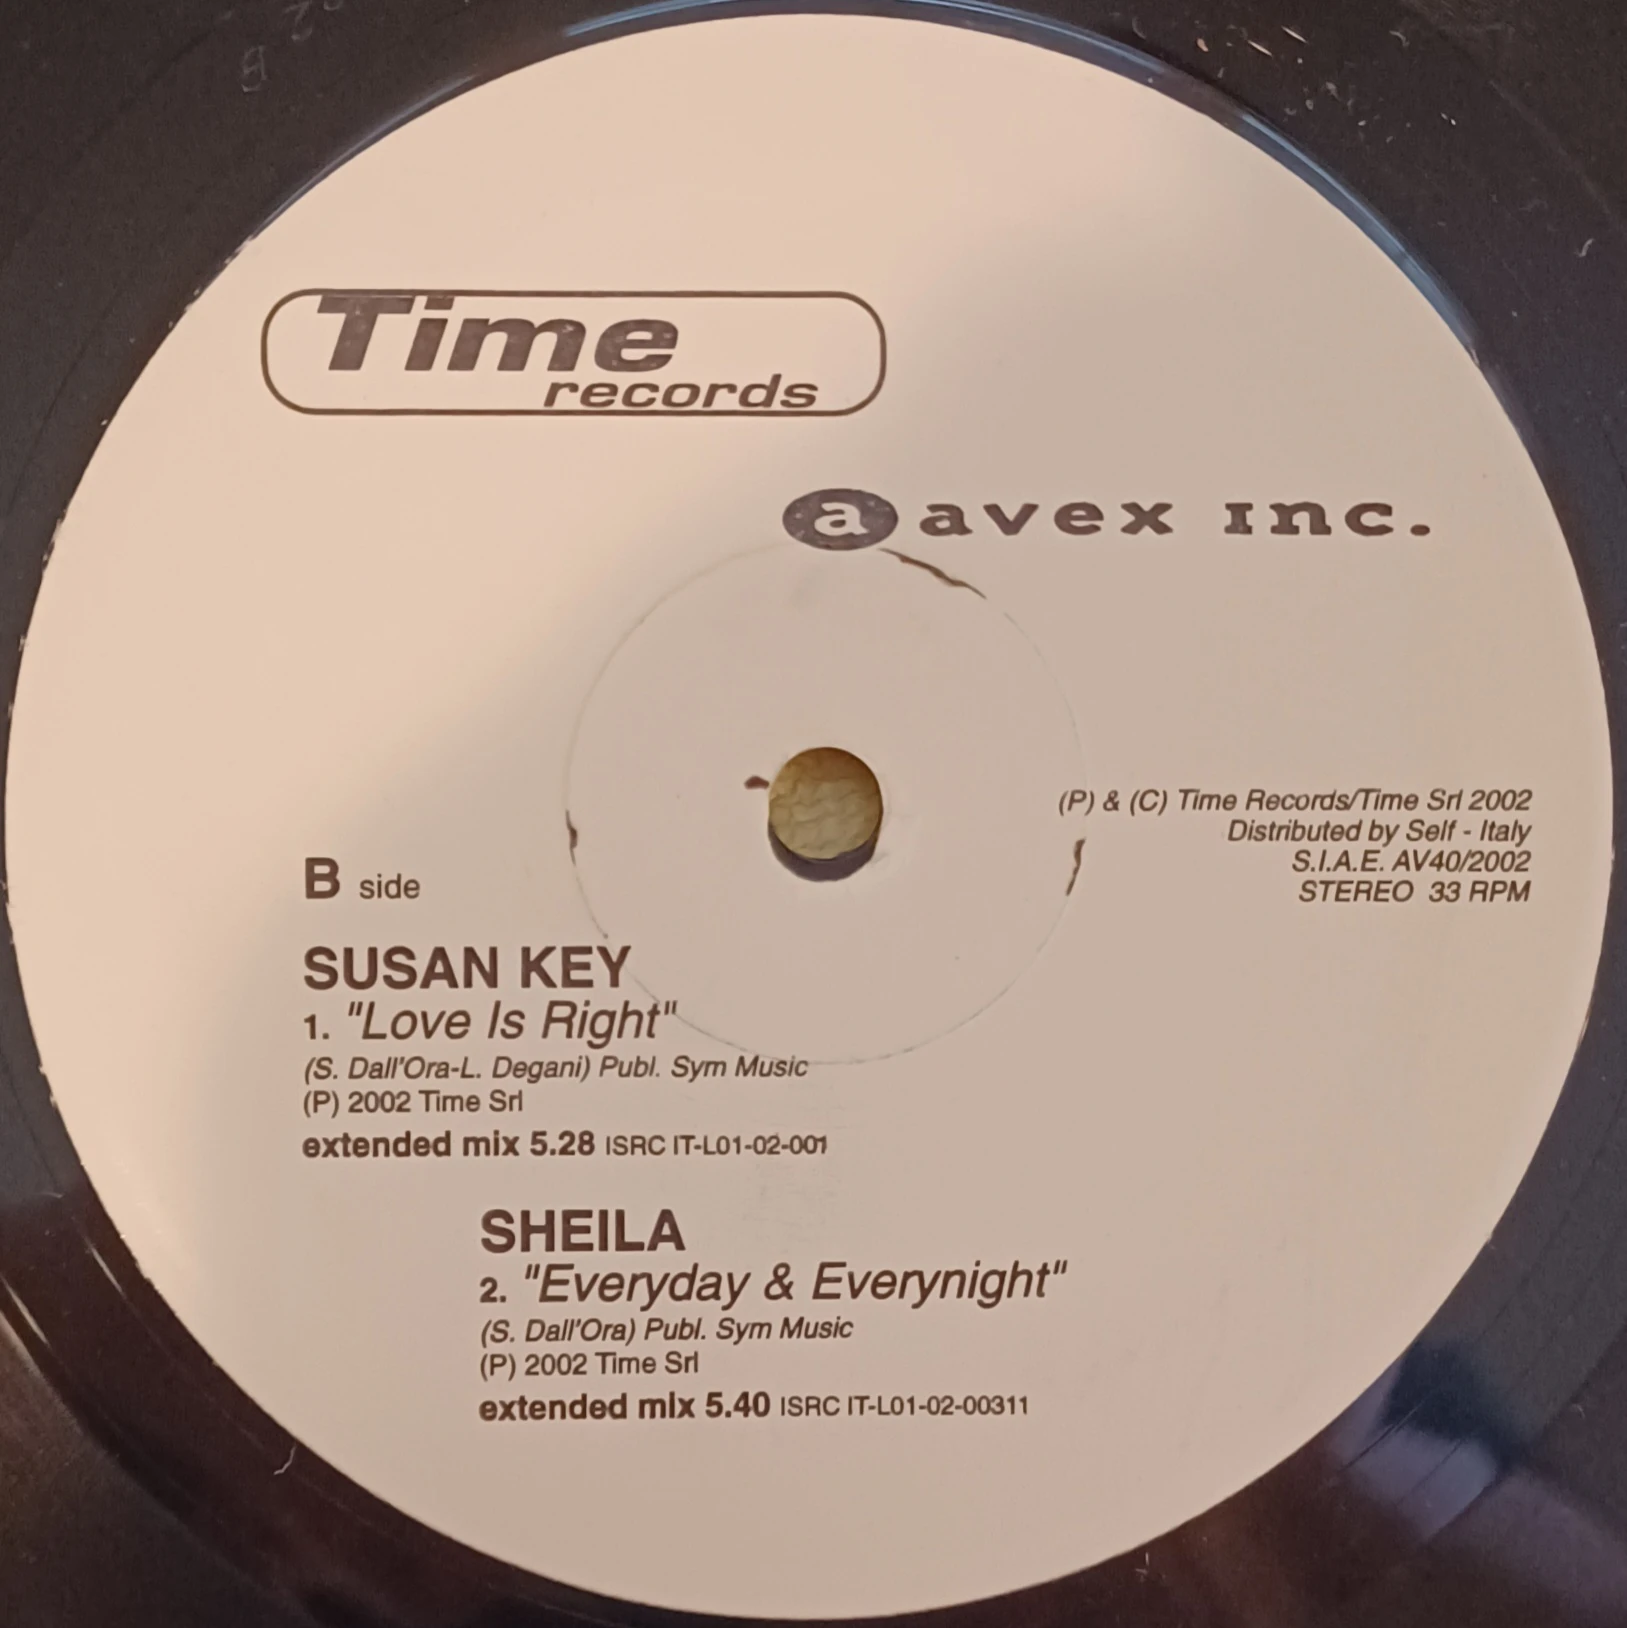 Time
records
a avex inc.
(P) & (C) Time Records/Time Srl 2002
Distributed by Self - Italy
S.I.A.E. AV40/2002
STEREO 33 RPM
B side
SUSAN KEY
1. "Love Is Right"
(S. Dall'Ora-L. Degani) Publ. Sym Music
(P) 2002 Time Srl
extended mix 5.28 ISRC IT-L01-02-001
SHEILA
2. "Everyday & Everynight"
(S. Dall'Ora) Publ. Sym Music
(P) 2002 Time Srl
extended mix 5.40 ISRC IT-L01-02-00311